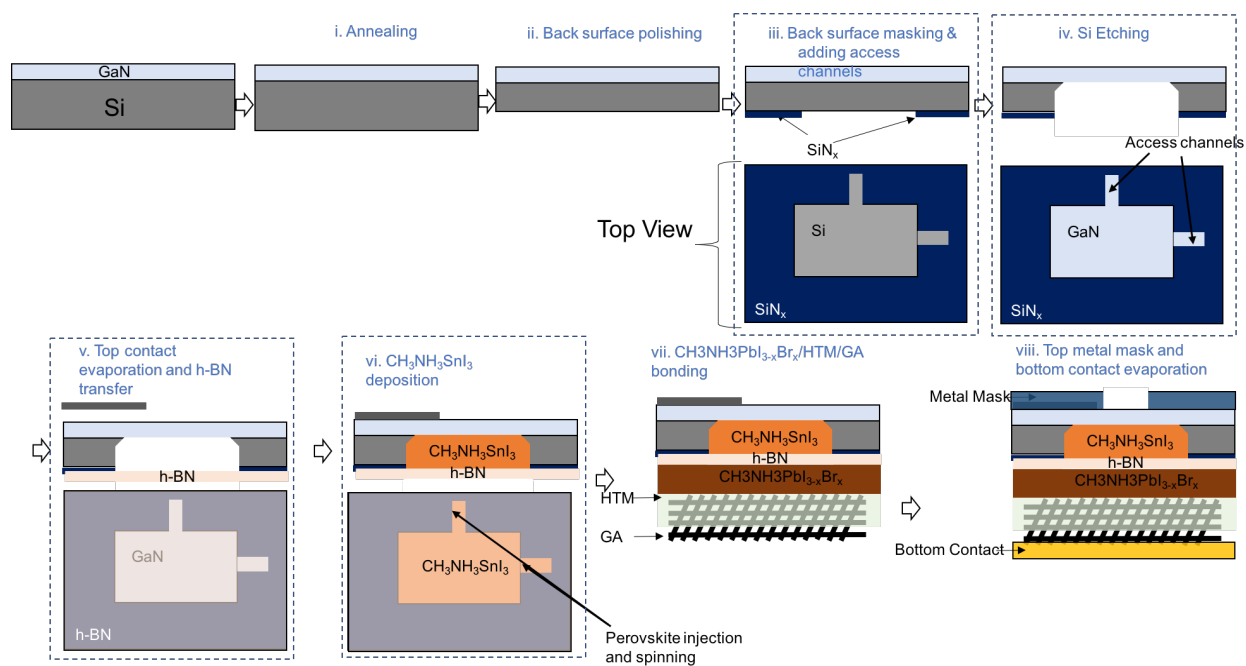 i. Annealing
ii. Back surface polishing
iii. Back surface masking &
adding access
channels
iv. Si Etching
GaN
Si
SiNₓ
Access channels
Top View
Si
SiNₓ
GaN
SiNₓ
v. Top contact
evaporation and h-BN
transfer
vi. CH₃NH₃SnI₃
deposition
vii. CH3NH3PbI₃₋ₓBrₓ/HTM/GA
bonding
viii. Top metal mask and
bottom contact evaporation
h-BN
GaN
h-BN
CH₃NH₃SnI₃
h-BN
CH₃NH₃SnI₃
Perovskite injection
and spinning
CH₃NH₃SnI₃
h-BN
CH3NH3PbI₃₋ₓBrₓ
HTM
GA
Metal Mask
CH₃NH₃SnI₃
h-BN
CH3NH3PbI₃₋ₓBrₓ
Bottom Contact